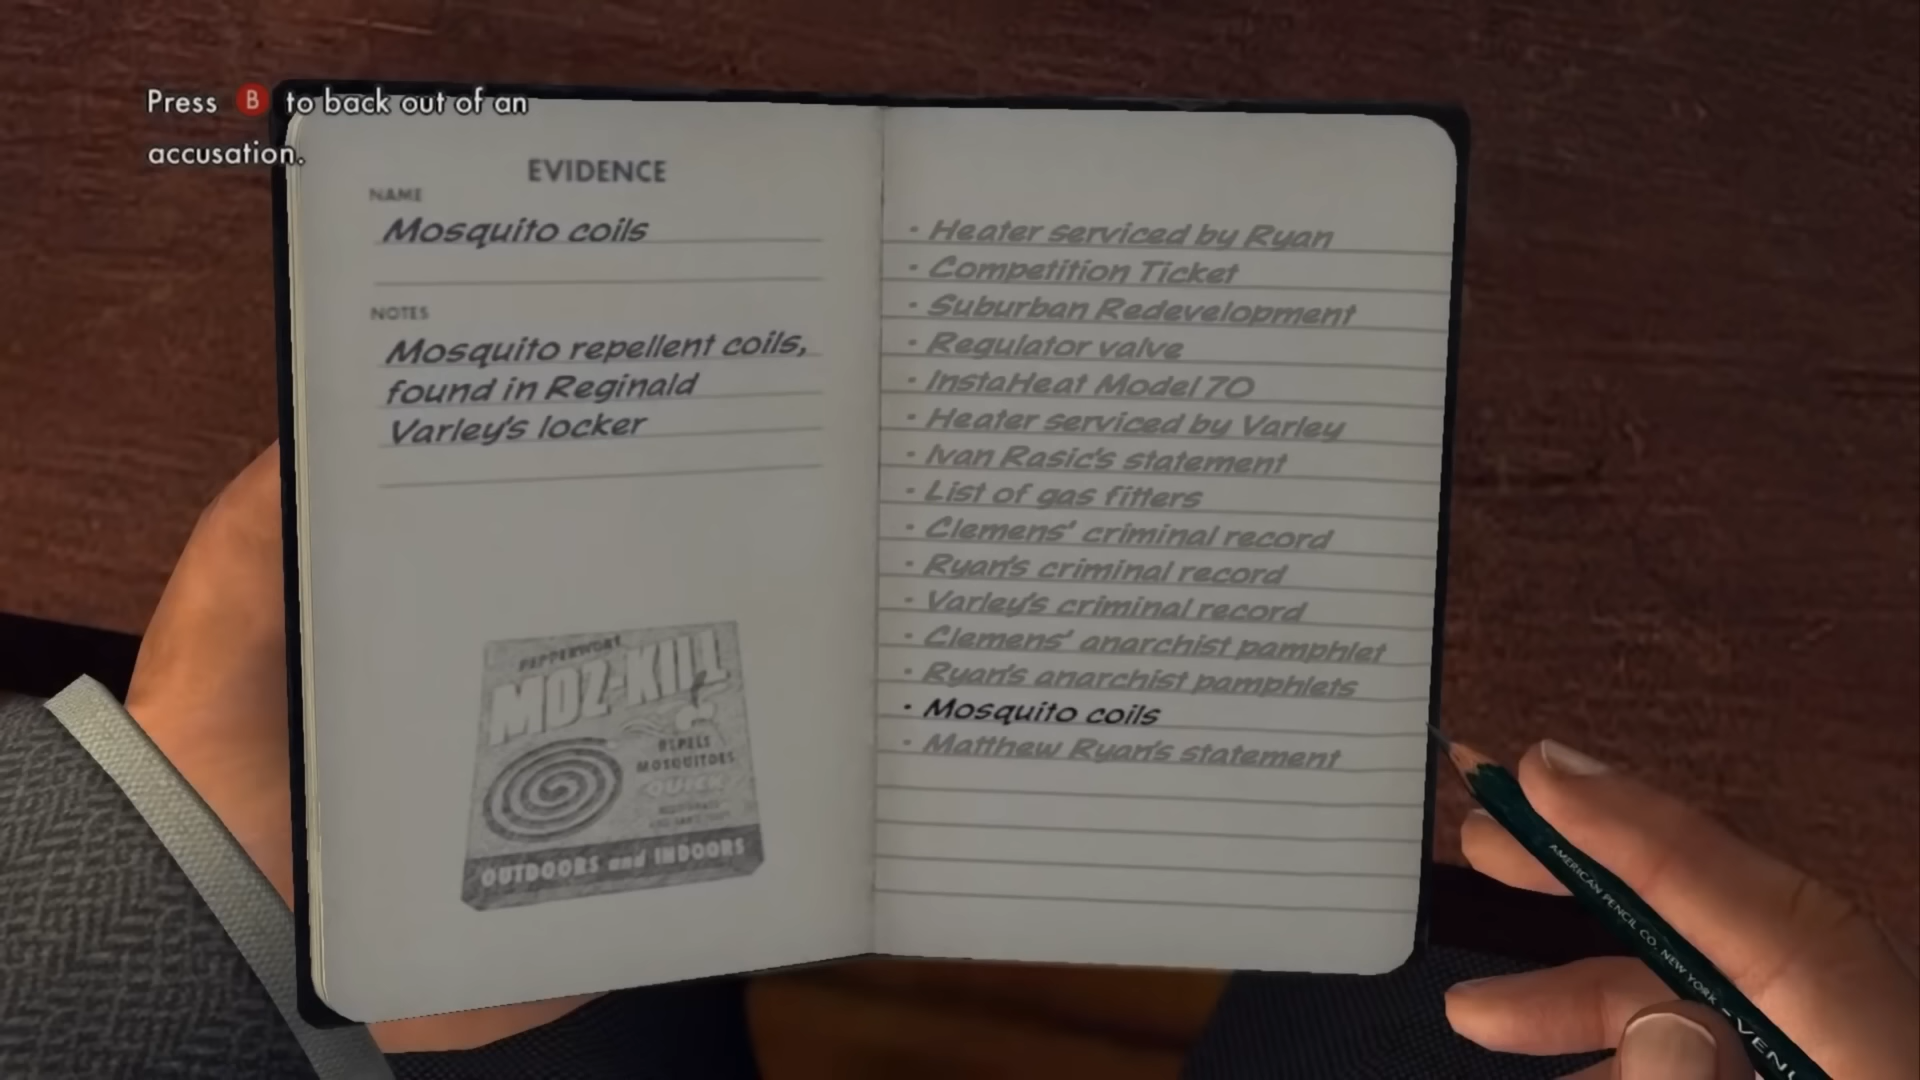 Press B to back out of an
accusation.
EVIDENCE
NAME
Mosquito coils
NOTES
Mosquito repellent coils,
found in Reginald
Varley's locker
PEPPERWORT
MOZ-KILL
REPELS
MOSQUITOES
QUICK
OUTDOORS and INDOORS
• Heater serviced by Ryan
• Competition Ticket
• Suburban Redevelopment
• Regulator valve
• InstaHeat Model 70
• Heater serviced by Varley
• Ivan Rasic's statement
• List of gas fitters
• Clemens' criminal record
• Ryan's criminal record
• Varley's criminal record
• Clemens' anarchist pamphlet
• Ryan's anarchist pamphlets
• Mosquito coils
• Matthew Ryan's statement
AMERICAN PENCIL CO. NEW YORK